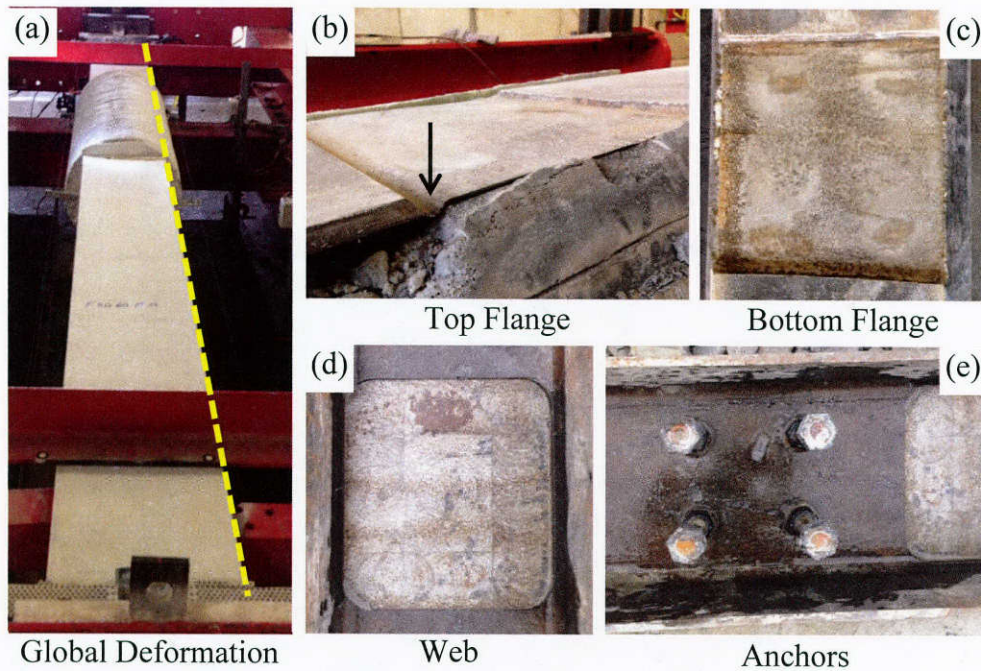 (a)
(b)
(c)
Top Flange
Bottom Flange
(d)
(e)
Global Deformation
Web
Anchors